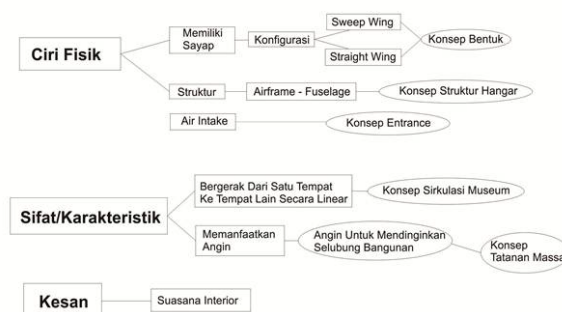 Ciri Fisik
Memiliki
Sayap
Konfigurasi
Sweep Wing
Straight Wing
Konsep Bentuk
Struktur
Airframe - Fuselage
Konsep Struktur Hangar
Air Intake
Konsep Entrance
Sifat/Karakteristik
Bergerak Dari Satu Tempat
Ke Tempat Lain Secara Linear
Konsep Sirkulasi Museum
Memanfaatkan
Angin
Angin Untuk Mendinginkan
Selubung Bangunan
Konsep
Tatanan Massa
Kesan
Suasana Interior